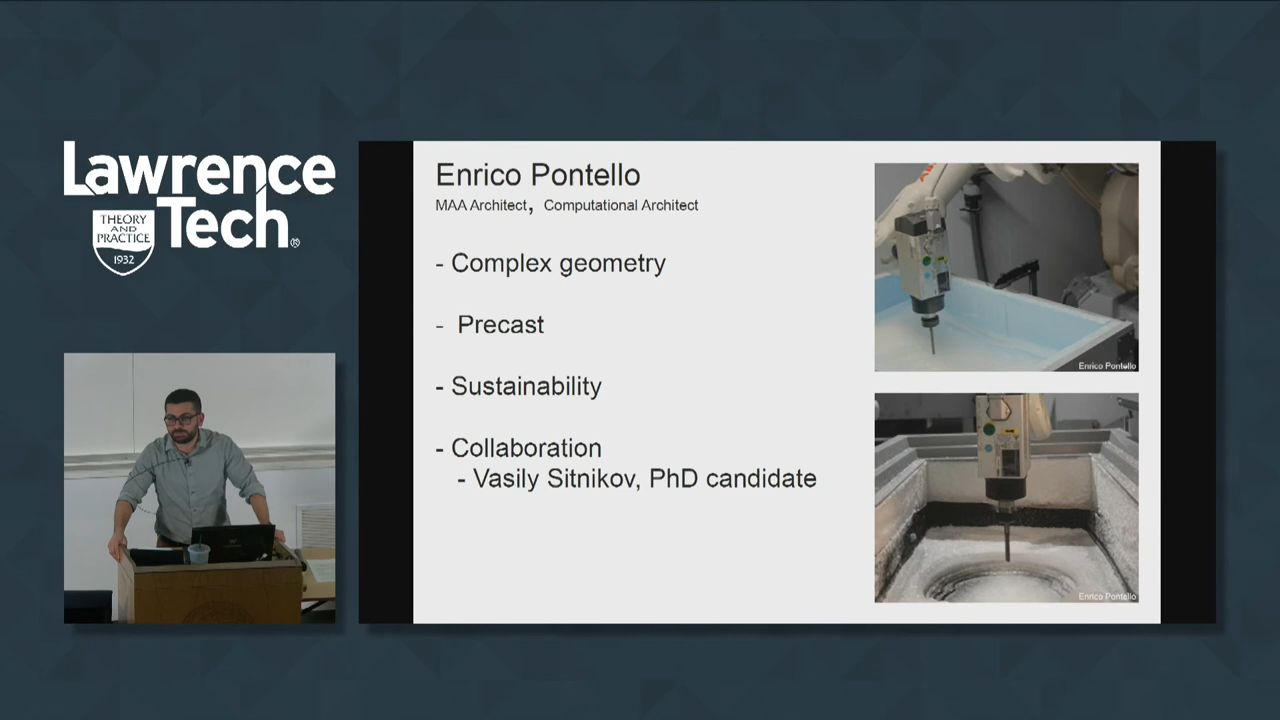 Lawrence
Tech®
THEORY
AND
PRACTICE
1932
Enrico Pontello
MAA Architect, Computational Architect
- Complex geometry
- Precast
- Sustainability
- Collaboration
- Vasily Sitnikov, PhD candidate
Enrico Pontello
Enrico Pontello